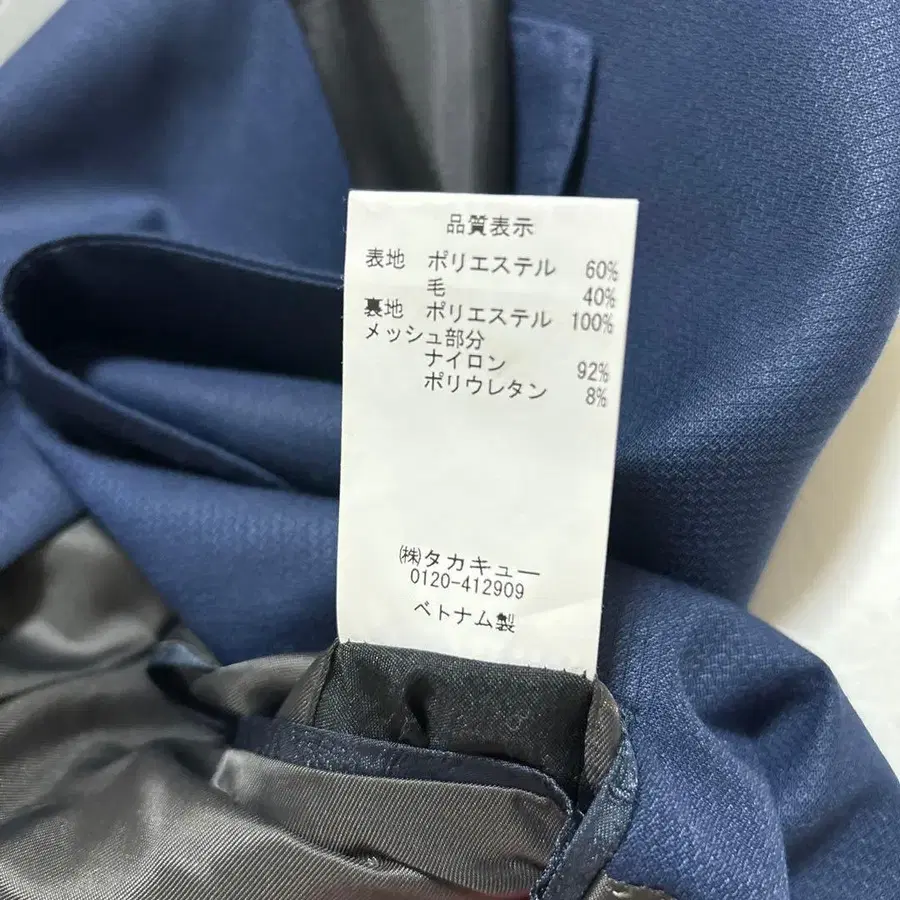 品質表示
表地 ポリエステル 60%
毛 40%
裏地 ポリエステル 100%
メッシュ部分
ナイロン 92%
ポリウレタン 8%
㈱タカキュー
0120-412909
ベトナム製